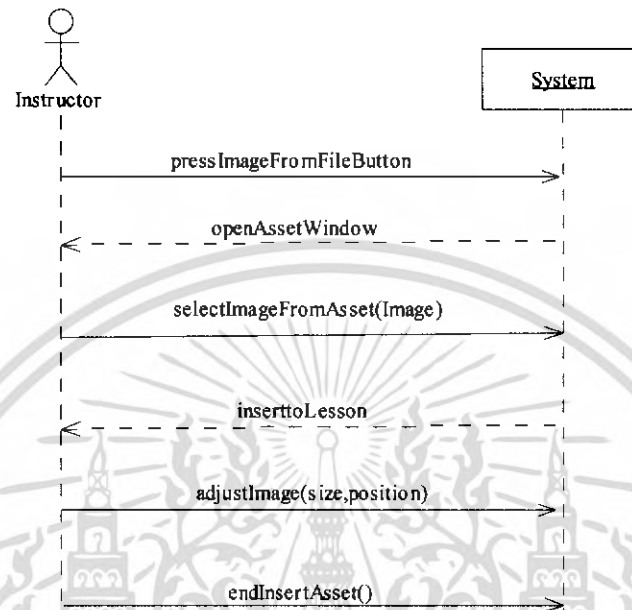 Instructor
System
pressImageFromFileButton
openAssetWindow
selectImageFromAsset(Image)
inserttoLesson
adjustImage(size,position)
endInsertAsset()